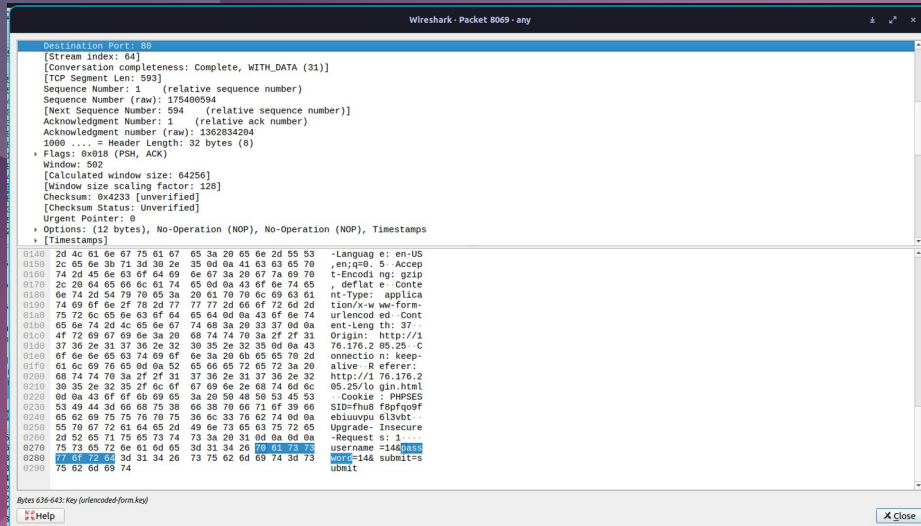 Wireshark · Packet 8069 · any
Destination Port: 80
[Stream index: 64]
[Conversation completeness: Complete, WITH_DATA (31)]
[TCP Segment Len: 593]
Sequence Number: 1    (relative sequence number)
Sequence Number (raw): 175400594
[Next Sequence Number: 594    (relative sequence number)]
Acknowledgment Number: 1    (relative ack number)
Acknowledgment number (raw): 1362834204
1000 .... = Header Length: 32 bytes (8)
Flags: 0x018 (PSH, ACK)
Window: 502
[Calculated window size: 64256]
[Window size scaling factor: 128]
Checksum: 0x4233 [unverified]
[Checksum Status: Unverified]
Urgent Pointer: 0
Options: (12 bytes), No-Operation (NOP), No-Operation (NOP), Timestamps
[Timestamps]
0140 2d 4c 61 6e 67 75 61 67 65 3a 20 65 6e 2d 55 53 -Languag e: en-US
0150 2c 65 6e 3b 71 3d 30 2e 35 0d 0a 41 63 63 65 70 ,en;q=0. 5··Accep
0160 74 2d 45 6e 63 6f 64 69 6e 67 3a 20 67 7a 69 70 t-Encodi ng: gzip
0170 2c 20 64 65 66 6c 61 74 65 0d 0a 43 6f 6e 74 65 , deflat e··Conte
0180 6e 74 2d 54 79 70 65 3a 20 61 70 70 6c 69 63 61 nt-Type:  applica
0190 74 69 6f 6e 2f 78 2d 77 77 77 2d 66 6f 72 6d 2d tion/x-w ww-form-
01a0 75 72 6c 65 6e 63 6f 64 65 64 0d 0a 43 6f 6e 74 urlencod ed··Cont
01b0 65 6e 74 2d 4c 65 6e 67 74 68 3a 20 33 37 0d 0a ent-Leng th: 37··
01c0 4f 72 69 67 69 6e 3a 20 68 74 74 70 3a 2f 2f 31 Origin:  http://1
01d0 37 36 2e 31 37 36 2e 32 30 35 2e 32 35 0d 0a 43 76.176.2 05.25··C
01e0 6f 6e 6e 65 63 74 69 6f 6e 3a 20 6b 65 65 70 2d onnectio n: keep-
01f0 61 6c 69 76 65 0d 0a 52 65 66 65 72 65 72 3a 20 alive··R eferer:
0200 68 74 74 70 3a 2f 2f 31 37 36 2e 31 37 36 2e 32 http://1 76.176.2
0210 30 35 2e 32 35 2f 6c 6f 67 69 6e 2e 68 74 6d 6c 05.25/lo gin.html
0220 0d 0a 43 6f 6f 6b 69 65 3a 20 50 48 50 53 45 53 ··Cookie : PHPSES
0230 53 49 44 3d 66 68 75 38 66 38 70 66 71 6f 39 66 SID=fhu8 f8pfqo9f
0240 65 62 69 75 75 76 70 75 36 6c 33 76 62 74 0d 0a ebiuuvpu 6l3vbt··
0250 55 70 67 72 61 64 65 2d 49 6e 73 65 63 75 72 65 Upgrade- Insecure
0260 2d 52 65 71 75 65 73 74 73 3a 20 31 0d 0a 0d 0a -Request s: 1····
0270 75 73 65 72 6e 61 6d 65 3d 31 34 26 70 61 73 73 username =14&pass
0280 77 6f 72 64 3d 31 34 26 73 75 62 6d 69 74 3d 73 word=14& submit=s
0290 75 62 6d 69 74 ubmit
Bytes 636-643: Key (urlencoded-form.key)
Help
Close